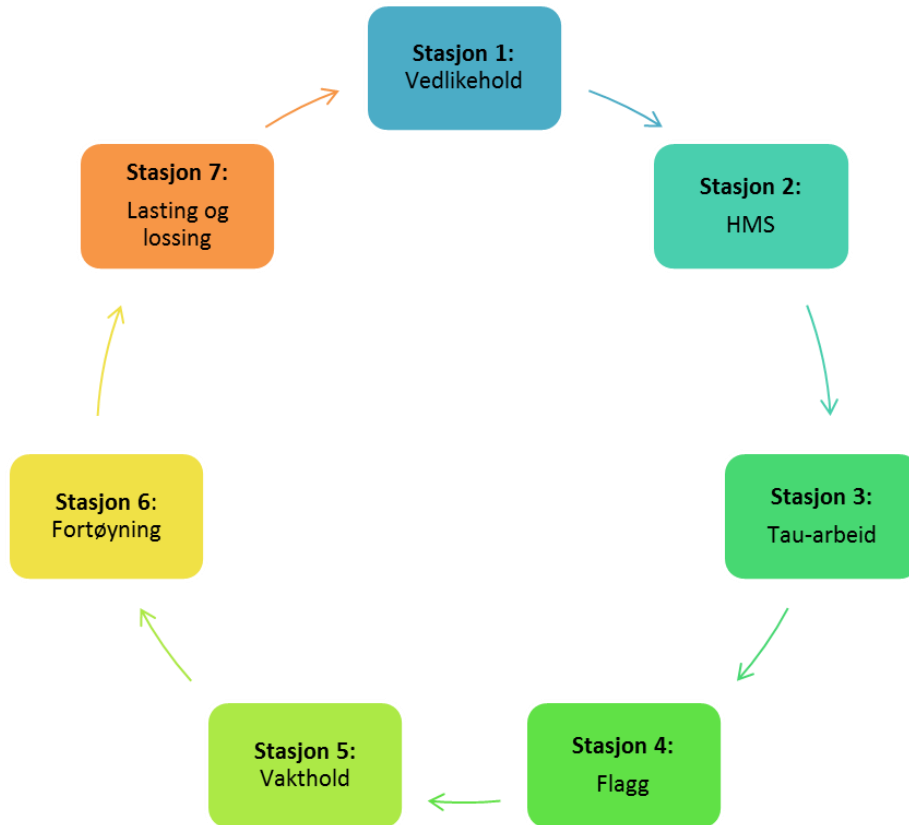 Stasjon 1:
Vedlikehold
Stasjon 2:
HMS
Stasjon 3:
Tau-arbeid
Stasjon 4:
Flagg
Stasjon 5:
Vakthold
Stasjon 6:
Fortøyning
Stasjon 7:
Lasting og
lossing